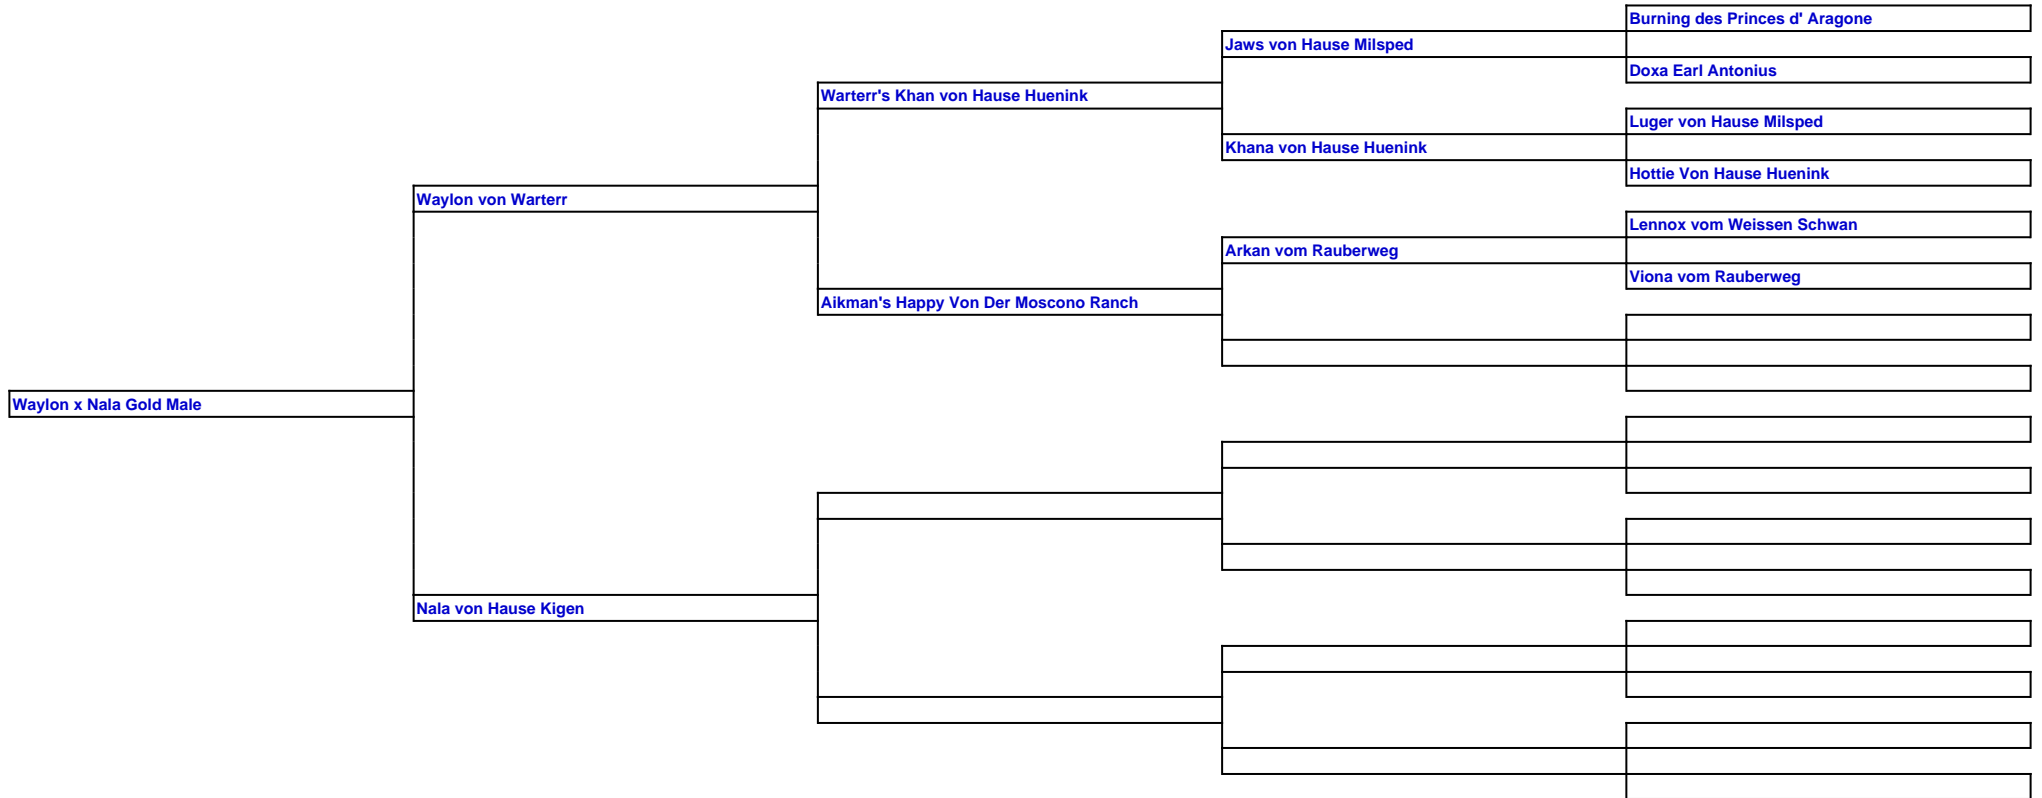 Burning des Princes d' Aragone
Jaws von Hause Milsped
Doxa Earl Antonius
Warterr's Khan von Hause Huenink
Luger von Hause Milsped
Khana von Hause Huenink
Hottie Von Hause Huenink
Waylon von Warterr
Lennox vom Weissen Schwan
Arkan vom Rauberweg
Viona vom Rauberweg
Aikman's Happy Von Der Moscono Ranch
Waylon x Nala Gold Male
Nala von Hause Kigen